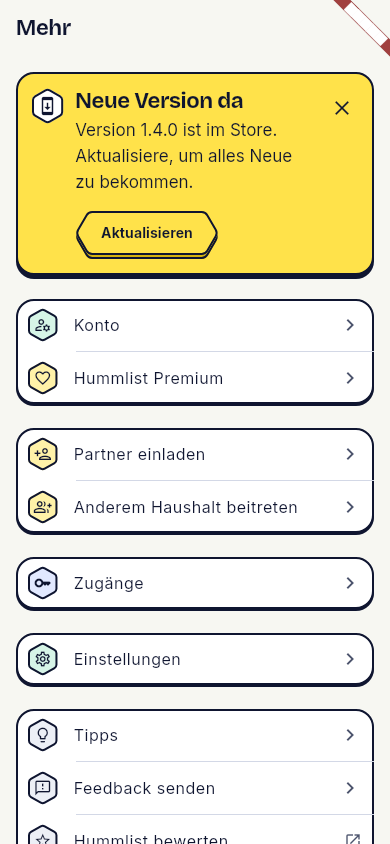 Mehr
Neue Version da
Version 1.4.0 ist im Store.
Aktualisiere, um alles Neue
zu bekommen.
Aktualisieren
Konto
Hummlist Premium
Partner einladen
Anderem Haushalt beitreten
Zugänge
Einstellungen
Tipps
Feedback senden
Hummlist bewerten